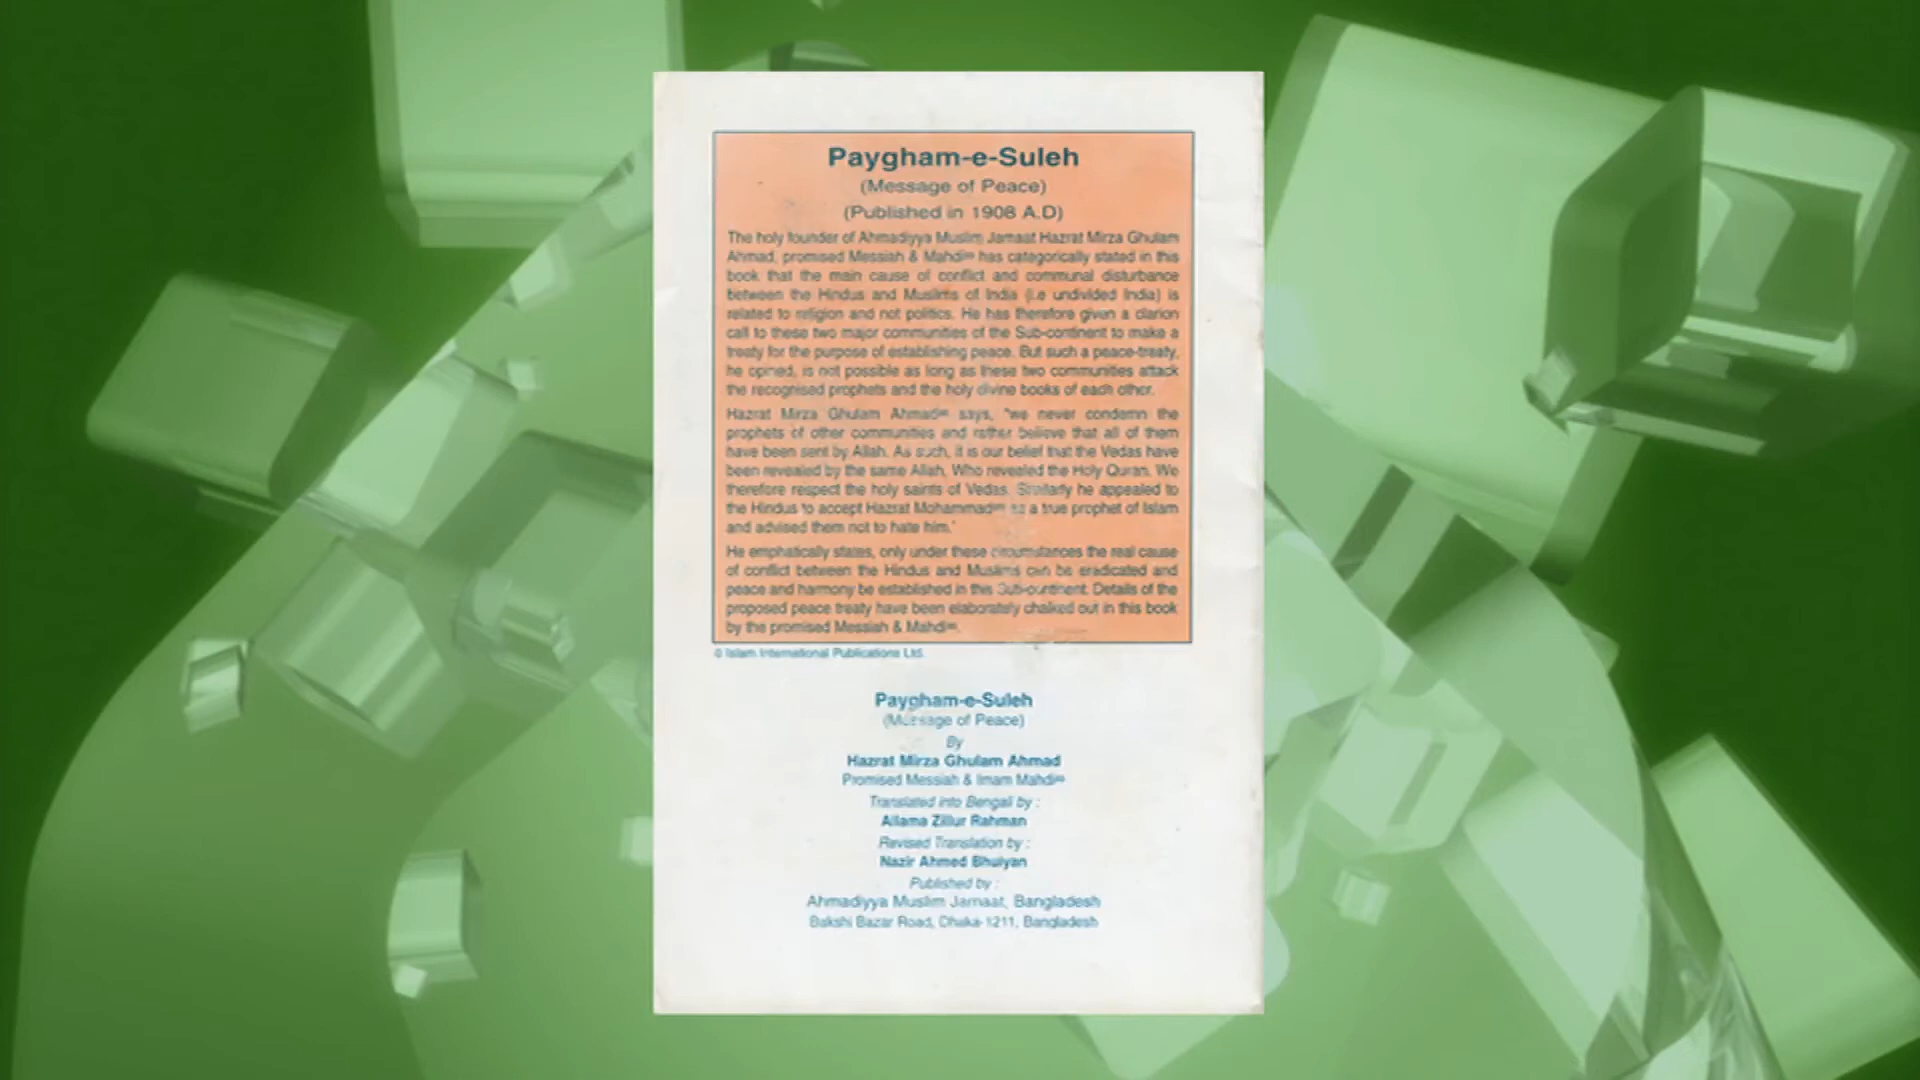 Paygham-e-Suleh
(Message of Peace)
(Published in 1908 A.D)
The holy founder of Ahmadiyya Muslim Jamaat Hazrat Mirza Ghulam
Ahmad, promised Messiah & Mahdi has categorically stated in this
book that the main cause of conflict and communal disturbance
between the Hindus and Muslims of India (i.e undivided India) is
related to religion and not politics. He has therefore given a clarion
call to these two major communities of the Sub-continent to make a
treaty for the purpose of establishing peace. But such a peace-treaty,
he opined, is not possible as long as these two communities attack
the recognised prophets and the holy divine books of each other.
Hazrat Mirza Ghulam Ahmad says, "we never condemn the
prophets of other communities and rather believe that all of them
have been sent by Allah. As such, it is our belief that the Vedas have
been revealed by the same Allah, Who revealed the Holy Quran. We
therefore respect the holy saints of Vedas. Similarly he appealed to
the Hindus to accept Hazrat Mohammad as a true prophet of Islam
and advised them not to hate him."
He emphatically states, only under these circumstances the real cause
of conflict between the Hindus and Muslims can be eradicated and
peace and harmony be established in this Sub-continent. Details of the
proposed peace treaty have been elaborately chalked out in this book
by the promised Messiah & Mahdi.
© Islam International Publications Ltd.
Paygham-e-Suleh
(Message of Peace)
By
Hazrat Mirza Ghulam Ahmad
Promised Messiah & Imam Mahdi
Translated into Bengali by :
Allama Zillur Rahman
Revised Translation by :
Nazir Ahmed Bhuiyan
Published by :
Ahmadiyya Muslim Jamaat, Bangladesh
Bakshi Bazar Road, Dhaka-1211, Bangladesh